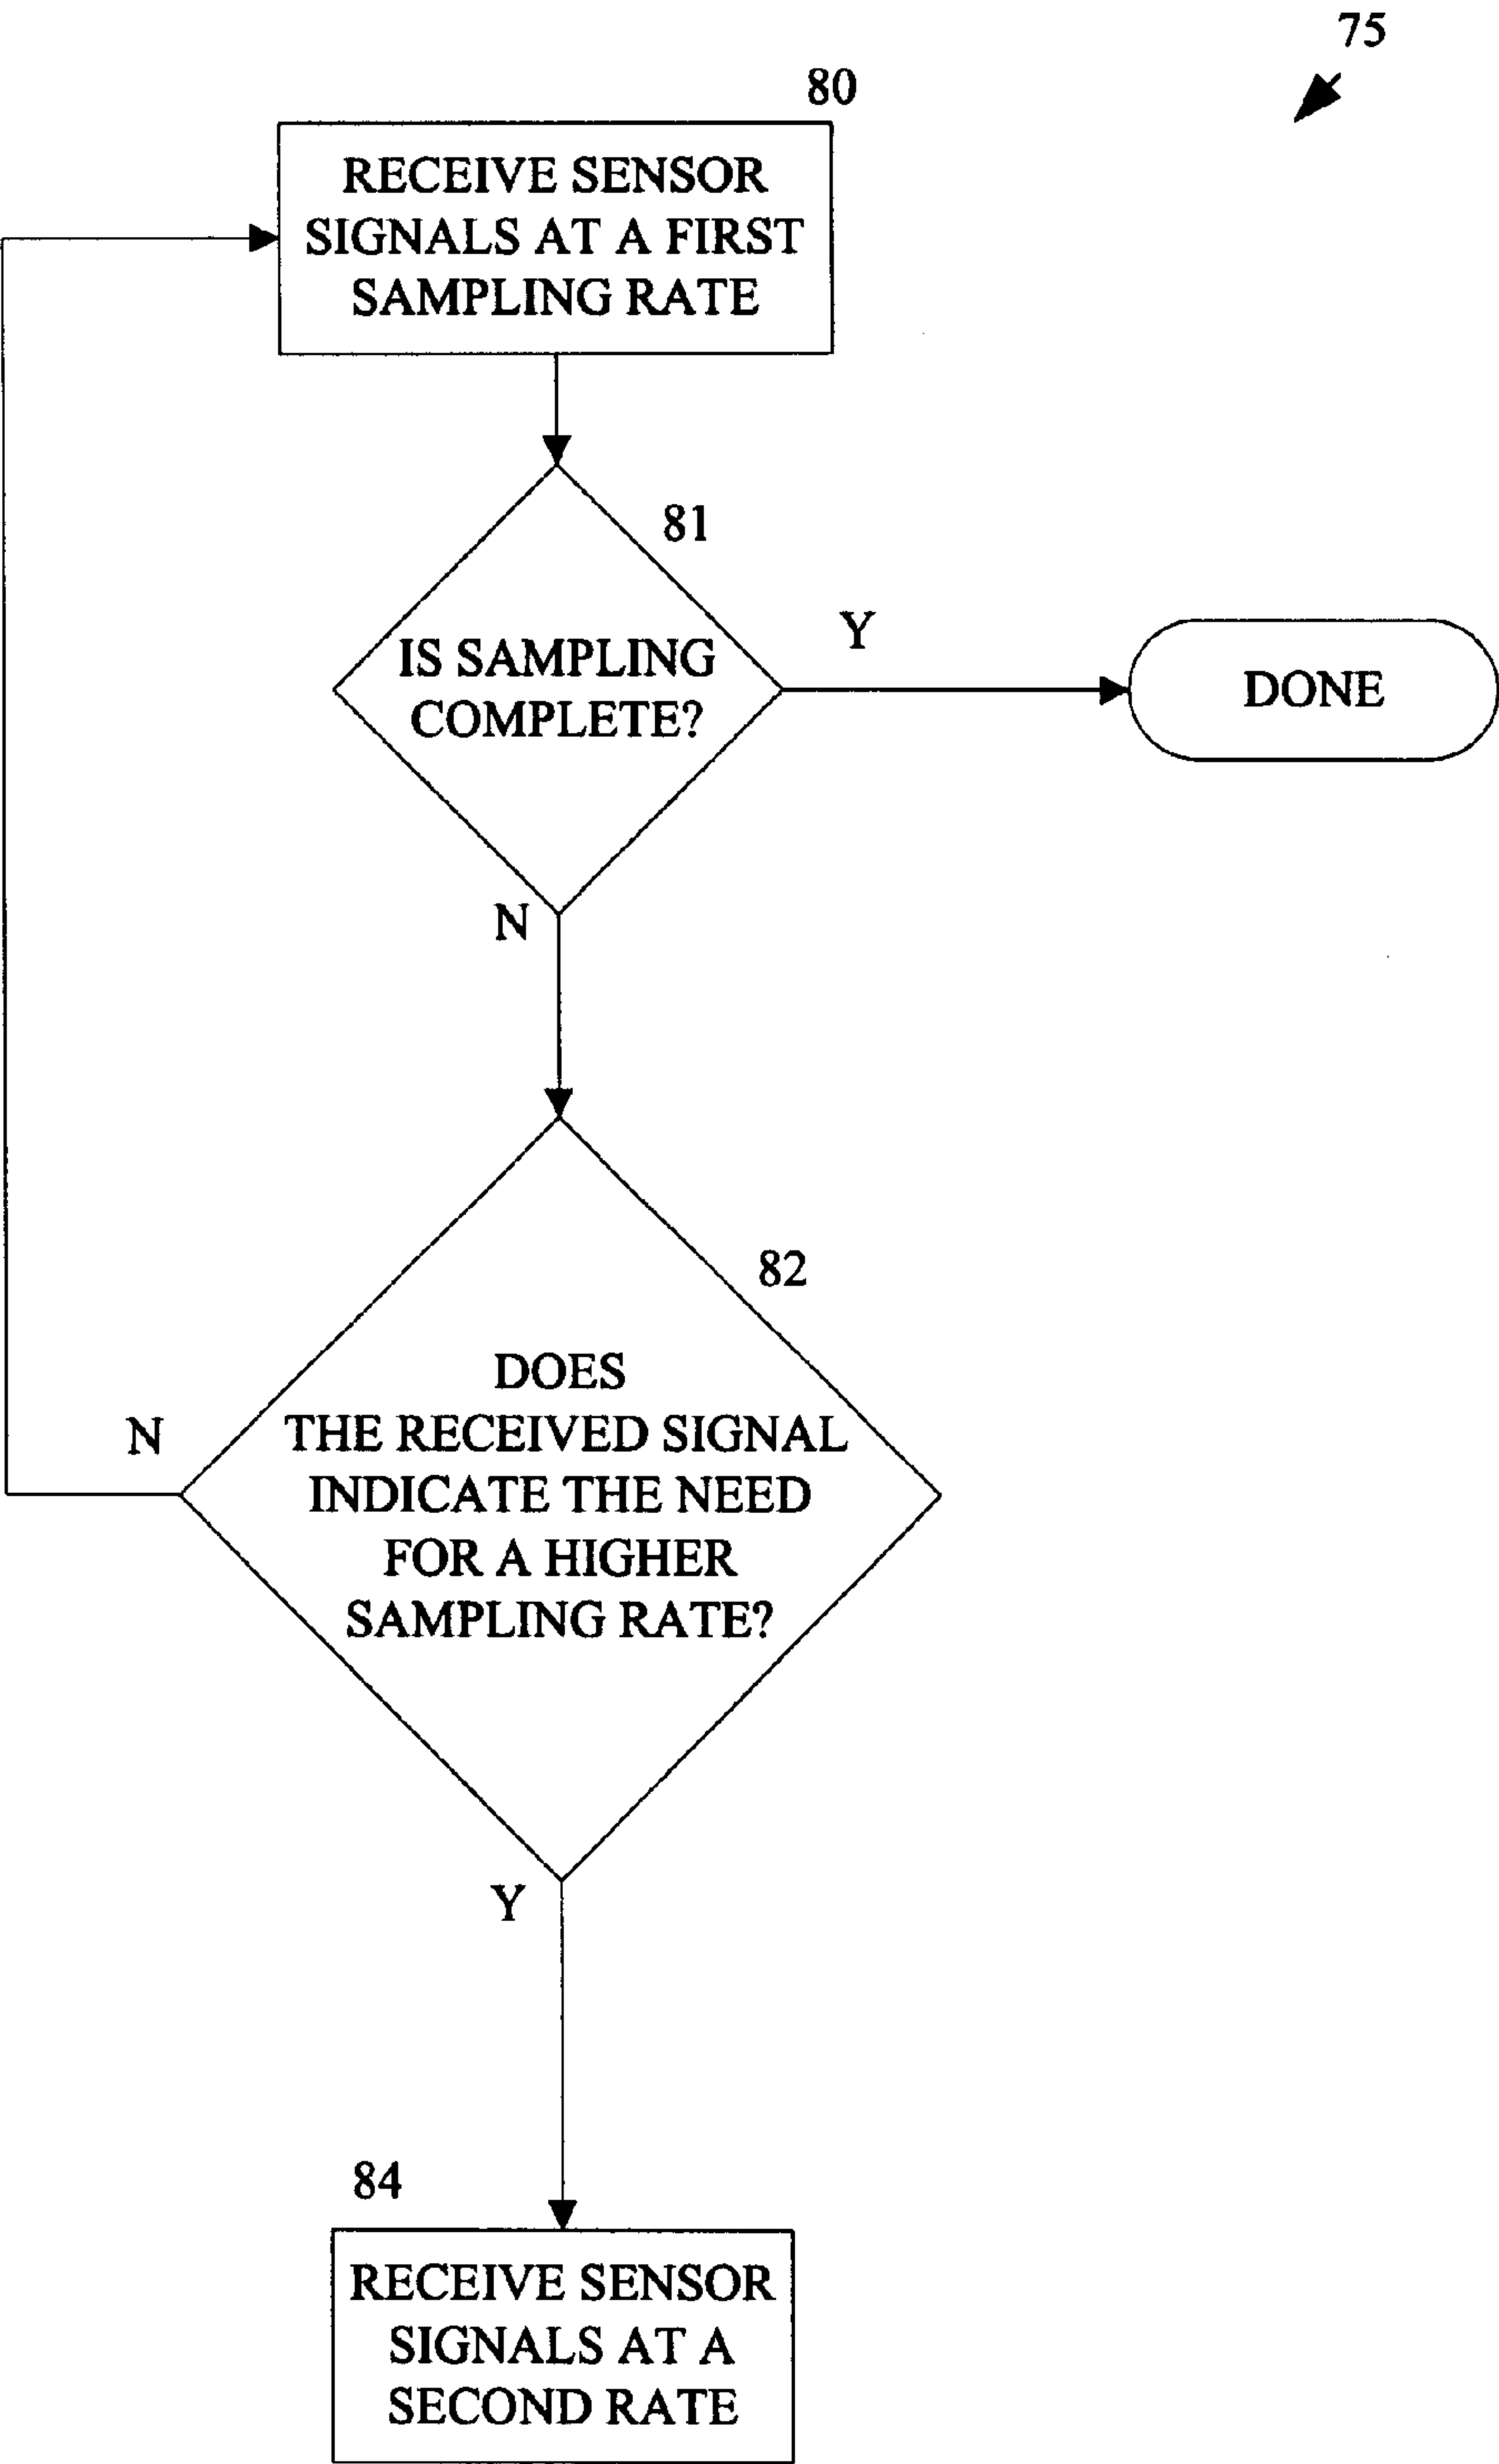 75
80
RECEIVE SENSOR
SIGNALS AT A FIRST
SAMPLING RATE
81
IS SAMPLING
COMPLETE?
Y
DONE
N
82
DOES
THE RECEIVED SIGNAL
INDICATE THE NEED
FOR A HIGHER
SAMPLING RATE?
N
Y
84
RECEIVE SENSOR
SIGNALS AT A
SECOND RATE